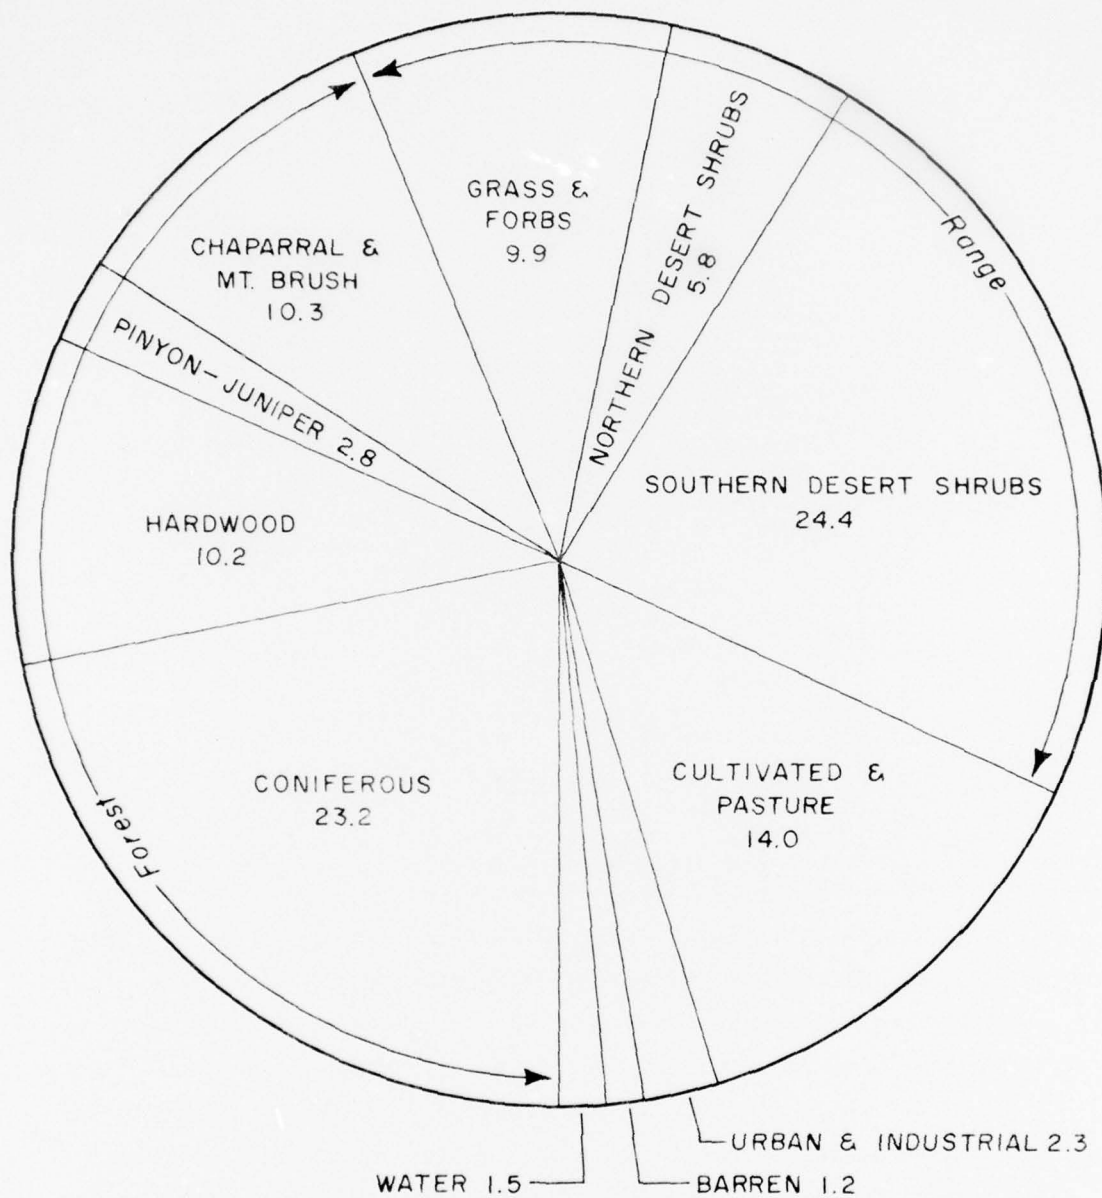 GRASS &
FORBS
9.9
NORTHERN DESERT SHRUBS
5.8
Range
CHAPARRAL &
MT. BRUSH
10.3
PINYON-JUNIPER 2.8
SOUTHERN DESERT SHRUBS
24.4
HARDWOOD
10.2
CONIFEROUS
23.2
CULTIVATED &
PASTURE
14.0
Forest
URBAN & INDUSTRIAL 2.3
WATER 1.5
BARREN 1.2